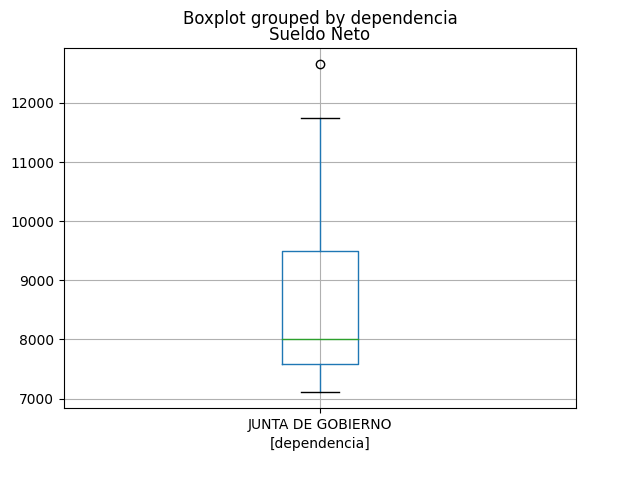 Boxplot grouped by dependencia
Sueldo Neto
12000
11000
10000
9000
8000
7000
JUNTA DE GOBIERNO
[dependencia]